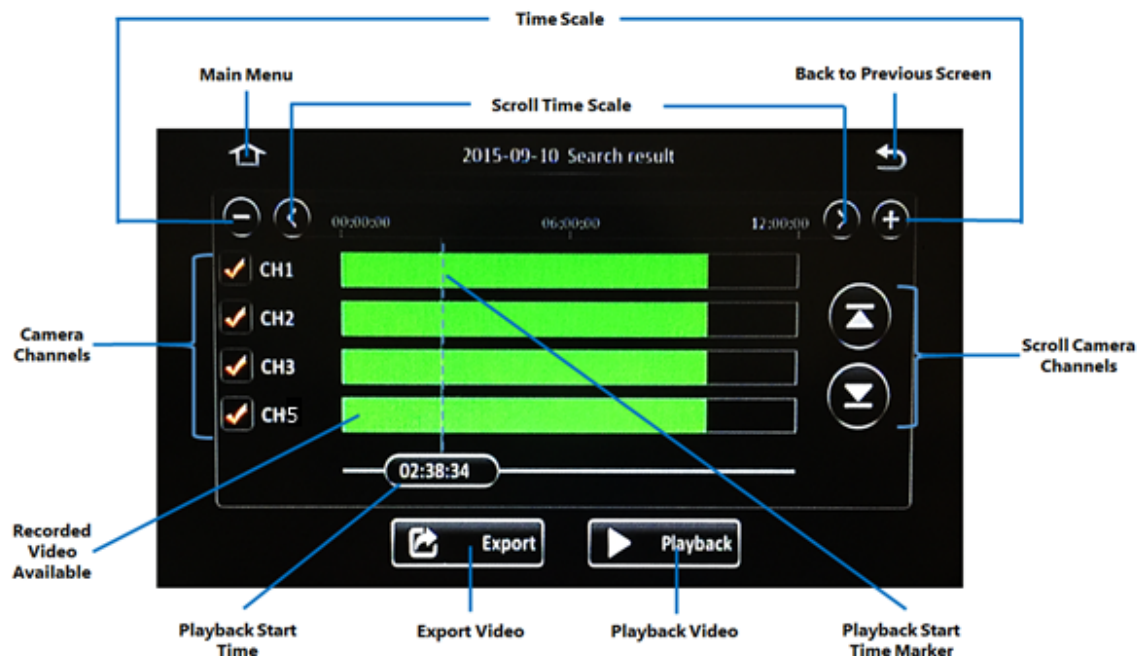 Time Scale
Main Menu
Back to Previous Screen
Scroll Time Scale
2015-09-10 Search result
00:00:00 06:00:00 12:00:00
CH1
CH2
CH3
CH5
Camera
Channels
Scroll Camera
Channels
02:38:34
Recorded
Video
Available
Export
Playback
Playback Start
Time
Export Video
Playback Video
Playback Start
Time Marker